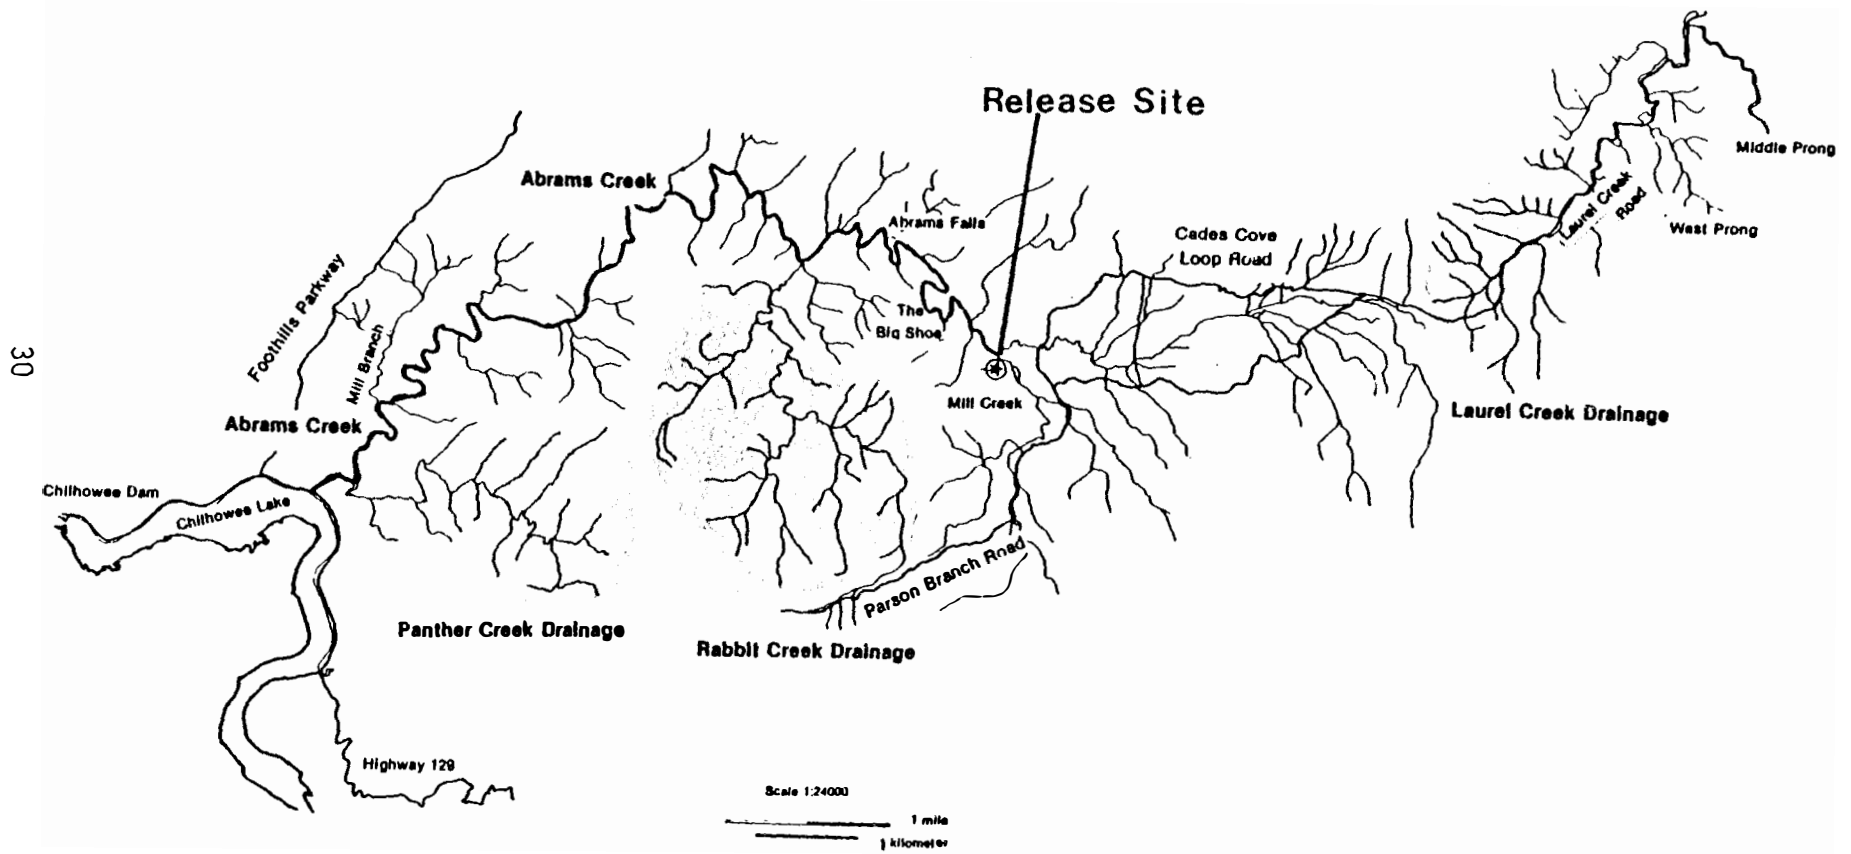 Release Site
Middle Prong
Abrams Creek
Laurel Creek
Road
Abrams Falls
West Prong
Cades Cove
Loop Road
Foothills Parkway
The
Big Shoe
Mill Branch
30
Mill Creek
Laurel Creek Drainage
Abrams Creek
Chilhowee Dam
Chilhowee Lake
Parson Branch Road
Panther Creek Drainage
Rabbit Creek Drainage
Highway 129
Scale 1:24000
1 mile
1 kilometer